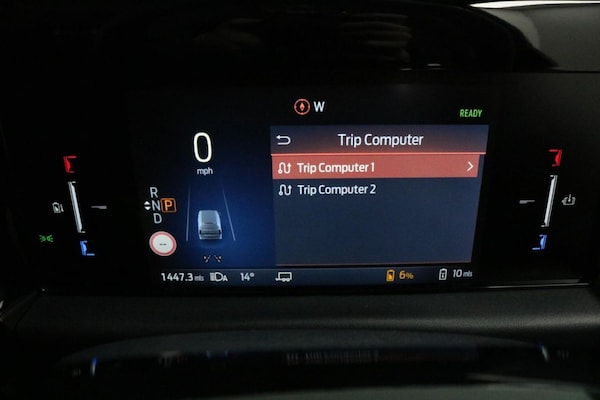 W
READY
0
mph
Trip Computer
Trip Computer 1
Trip Computer 2
R
N P
D
--
1447.3 mls A 14° 6% 10 mls